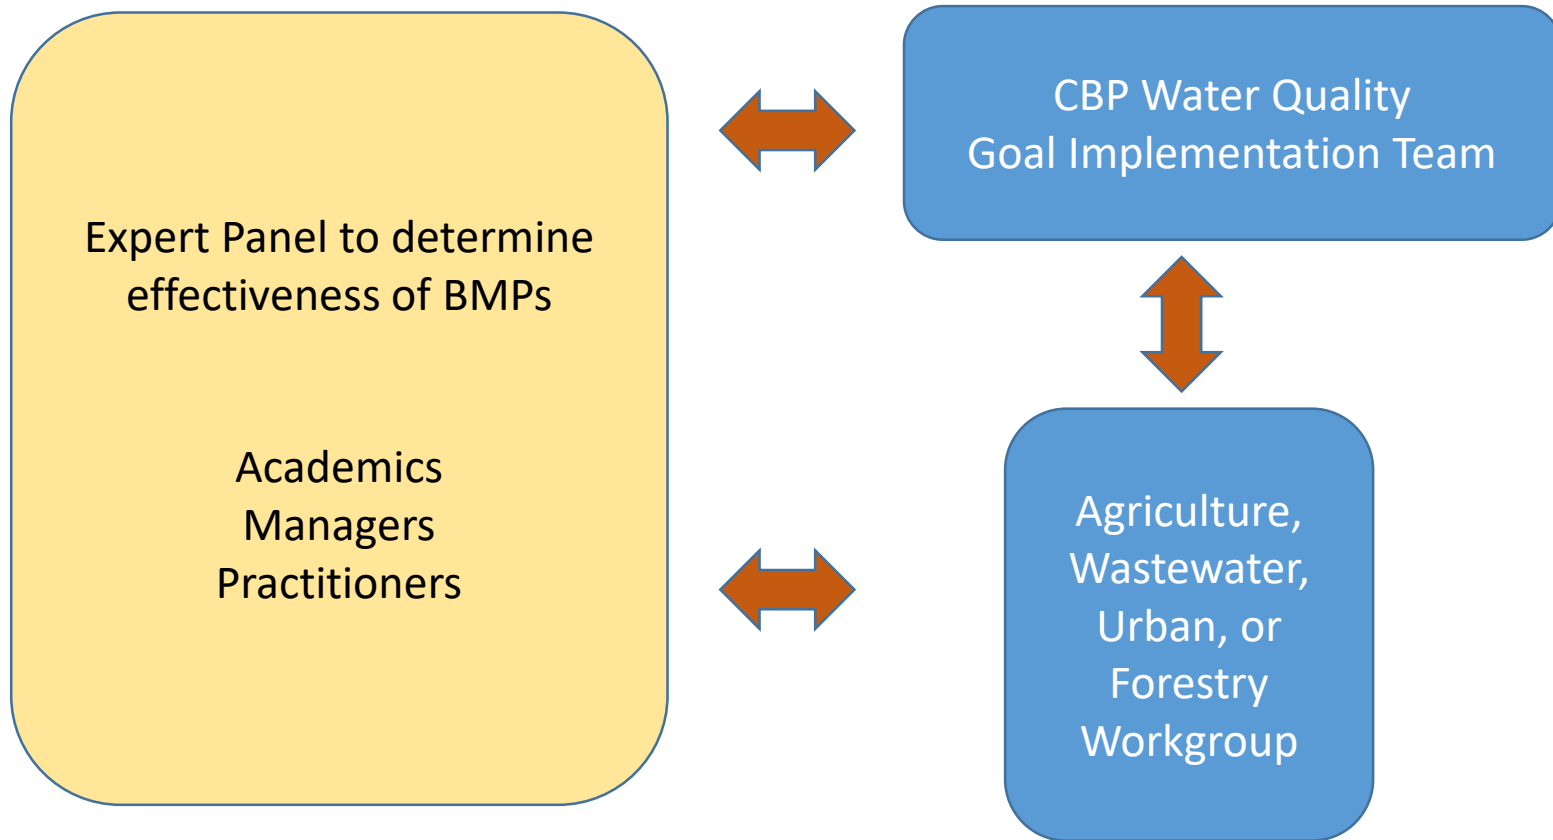 Expert Panel to determine
effectiveness of BMPs
Academics
Managers
Practitioners
CBP Water Quality
Goal Implementation Team
Agriculture,
Wastewater,
Urban, or
Forestry
Workgroup